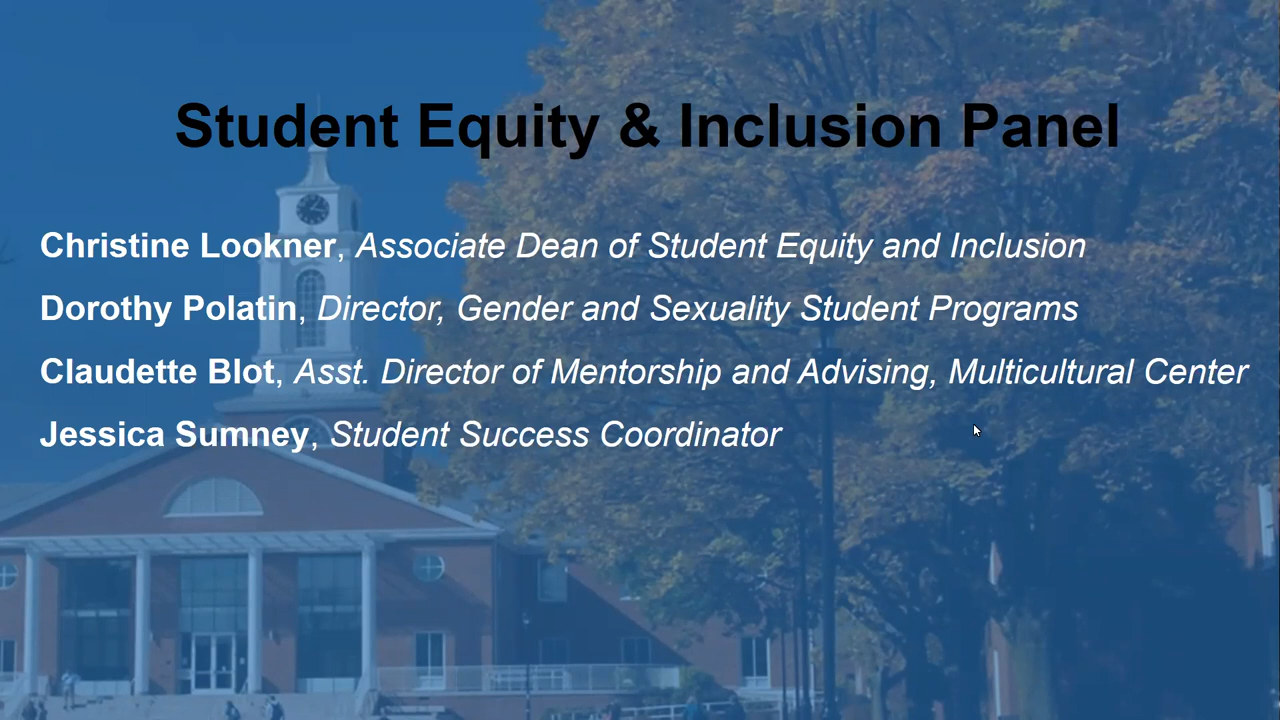 Student Equity & Inclusion Panel
Christine Lookner, Associate Dean of Student Equity and Inclusion
Dorothy Polatin, Director, Gender and Sexuality Student Programs
Claudette Blot, Asst. Director of Mentorship and Advising, Multicultural Center
Jessica Sumney, Student Success Coordinator